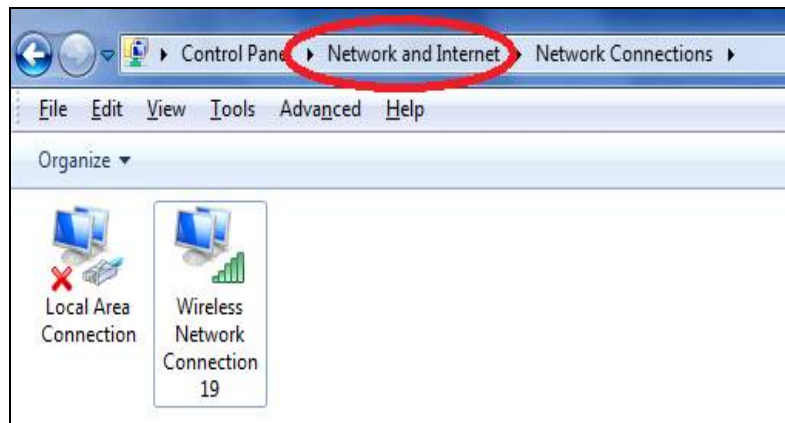 Control Pane Network and Internet Network Connections
File Edit View Tools Advanced Help
Organize
Local Area
Connection
Wireless
Network
Connection
19